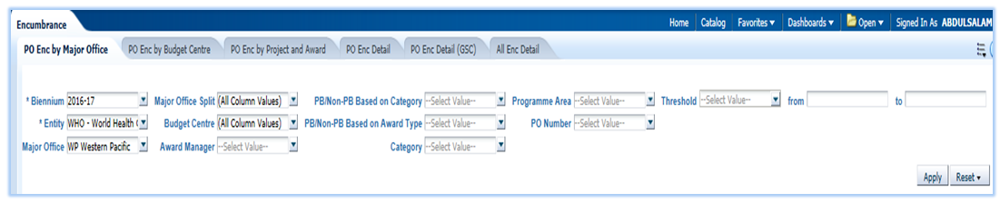 Encumbrance Home Catalog Favorites Dashboards Open Signed In As ABDULSALAM
PO Enc by Major Office PO Enc by Budget Centre PO Enc by Project and Award PO Enc Detail PO Enc Detail (GSC) All Enc Detail
* Biennium 2016-17 Major Office Split (All Column Values) PB/Non-PB Based on Category --Select Value-- Programme Area --Select Value-- Threshold --Select Value-- from to
* Entity WHO - World Health Budget Centre (All Column Values) PB/Non-PB Based on Award Type --Select Value-- PO Number --Select Value--
Major Office WP Western Pacific Award Manager --Select Value-- Category --Select Value--
Apply Reset